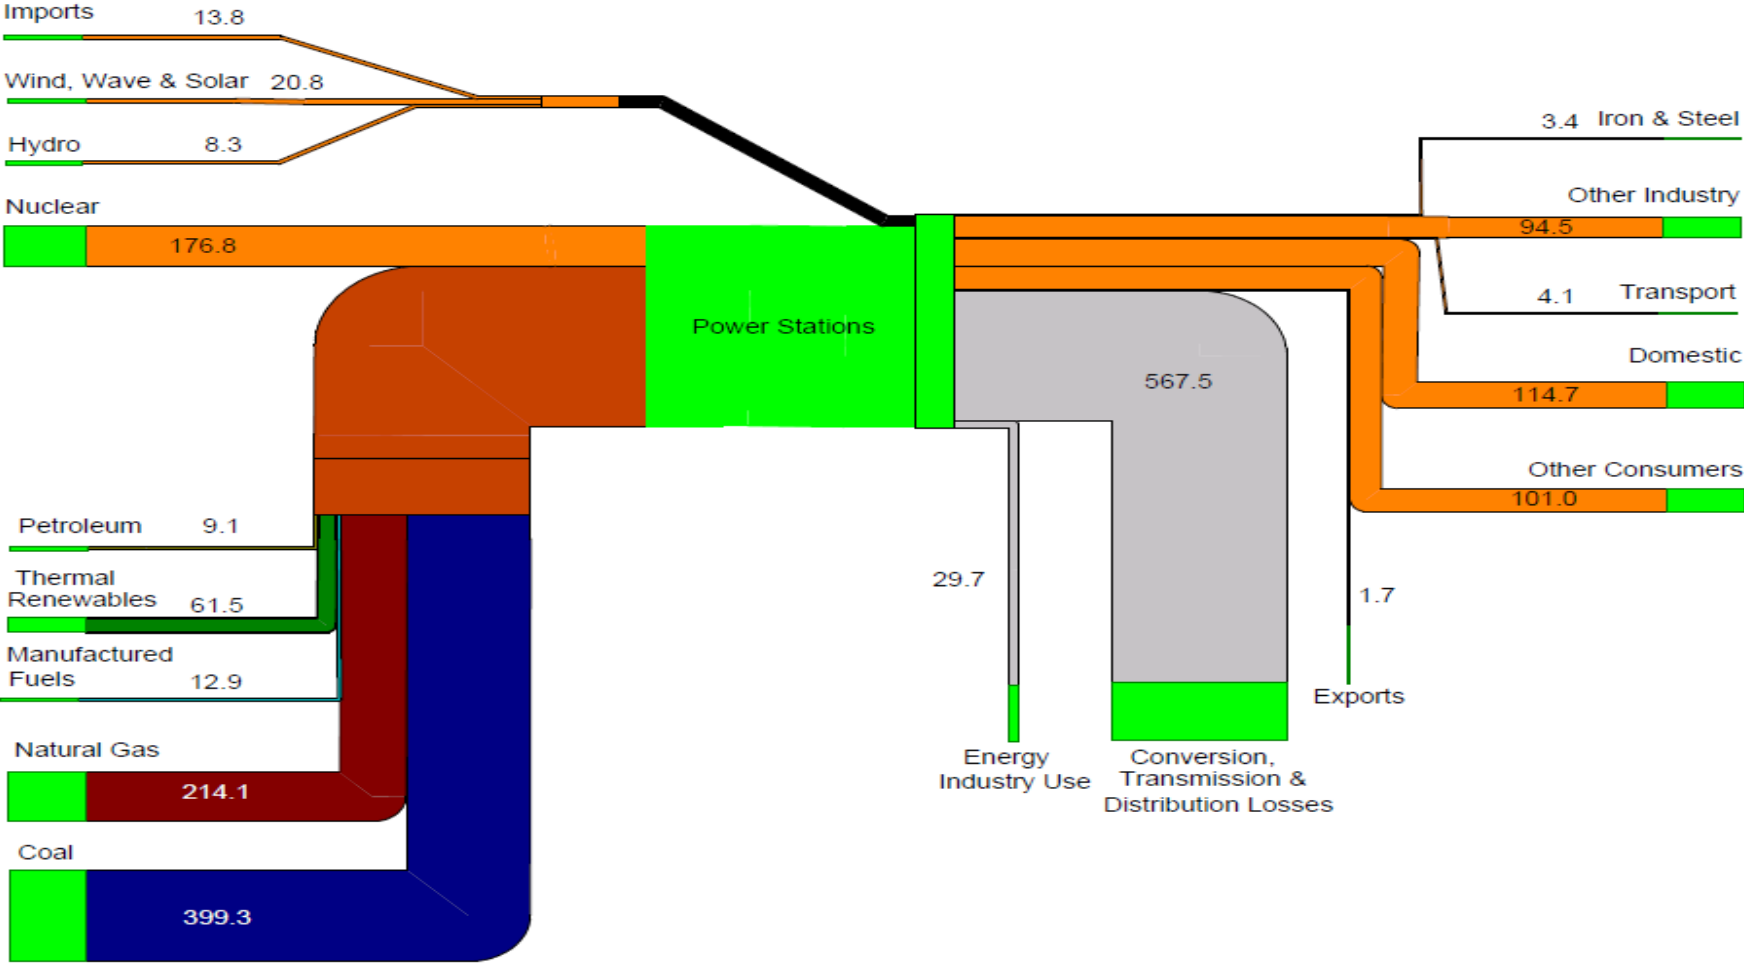 Imports 13.8
Wind, Wave & Solar 20.8
Hydro 8.3
Nuclear
176.8
Power Stations
Petroleum 9.1
Thermal
Renewables 61.5
Manufactured
Fuels 12.9
Natural Gas
214.1
Coal
399.3
3.4 Iron & Steel
Other Industry
94.5
4.1 Transport
Domestic
114.7
Other Consumers
101.0
567.5
29.7
1.7
Exports
Energy
Industry Use
Conversion,
Transmission &
Distribution Losses